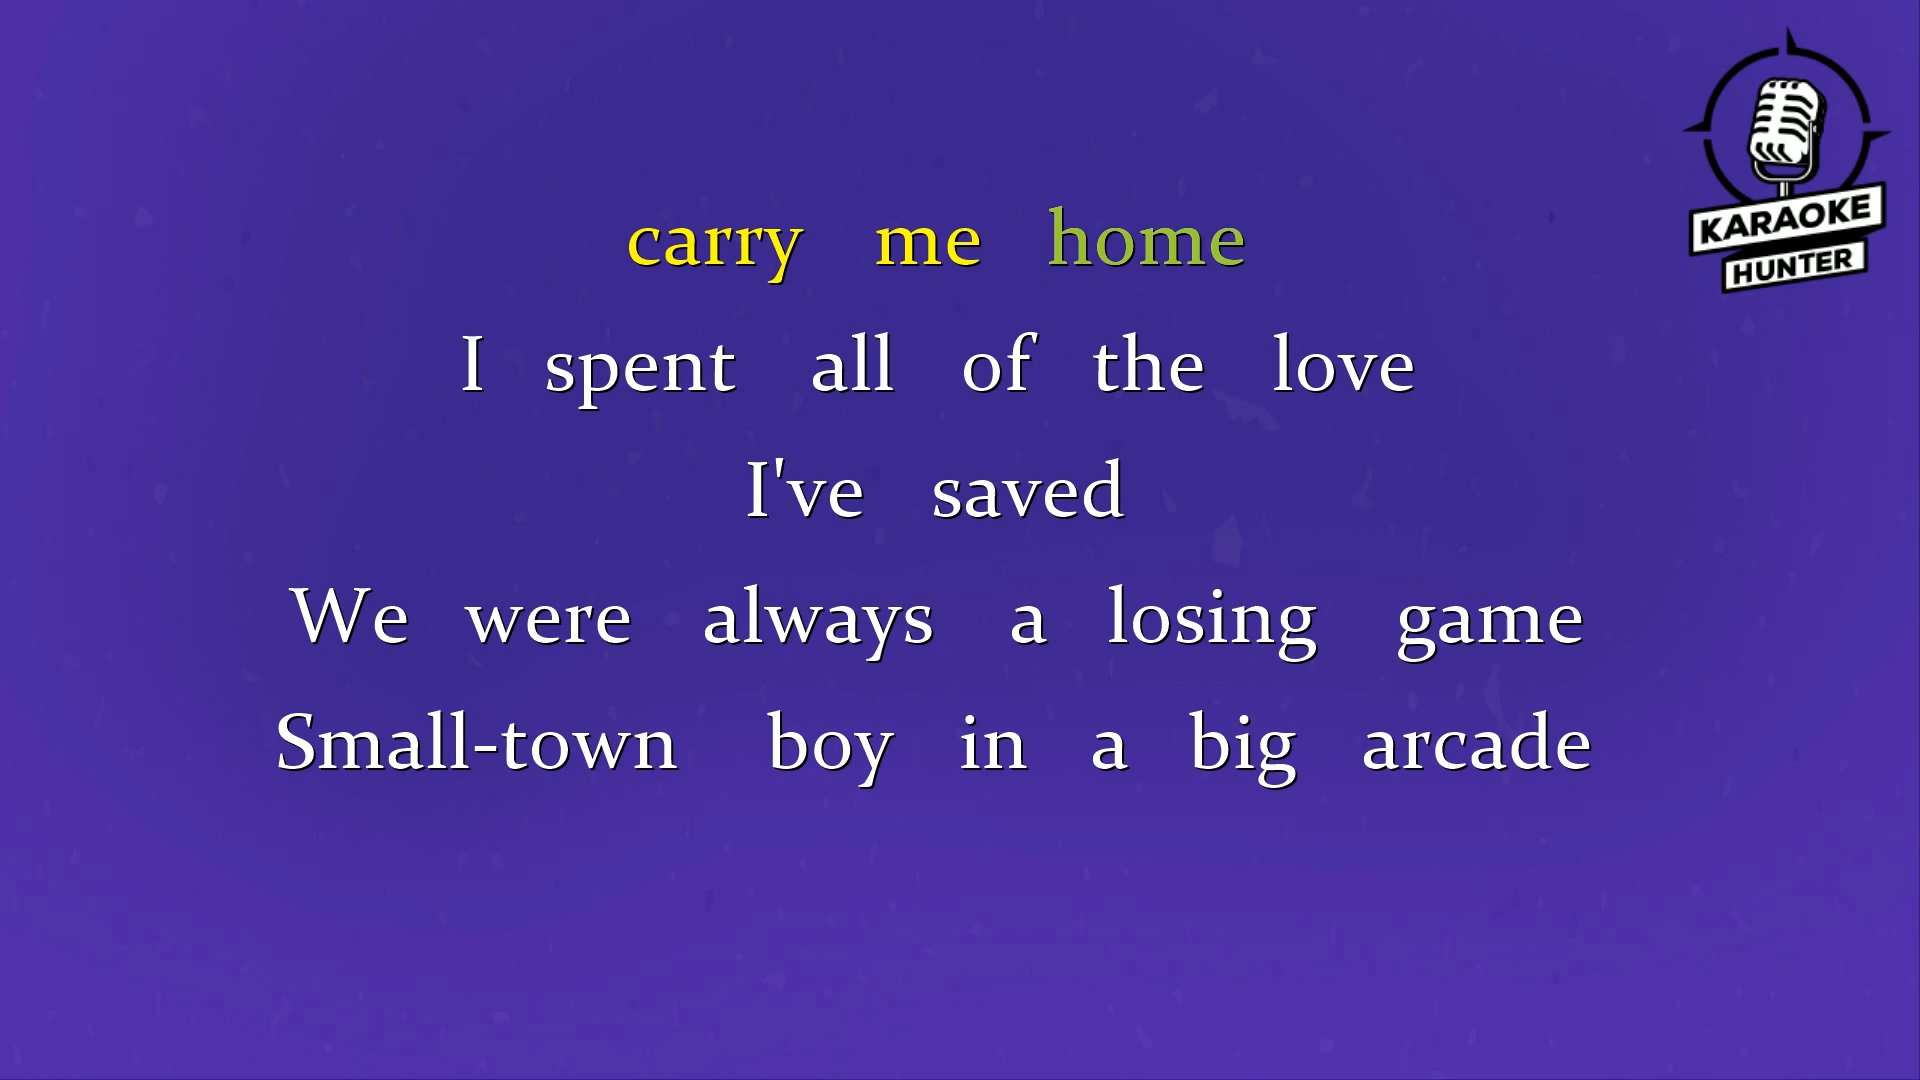 KARAOKE
HUNTER
carry me home
I spent all of the love
I've saved
We were always a losing game
Small-town boy in a big arcade